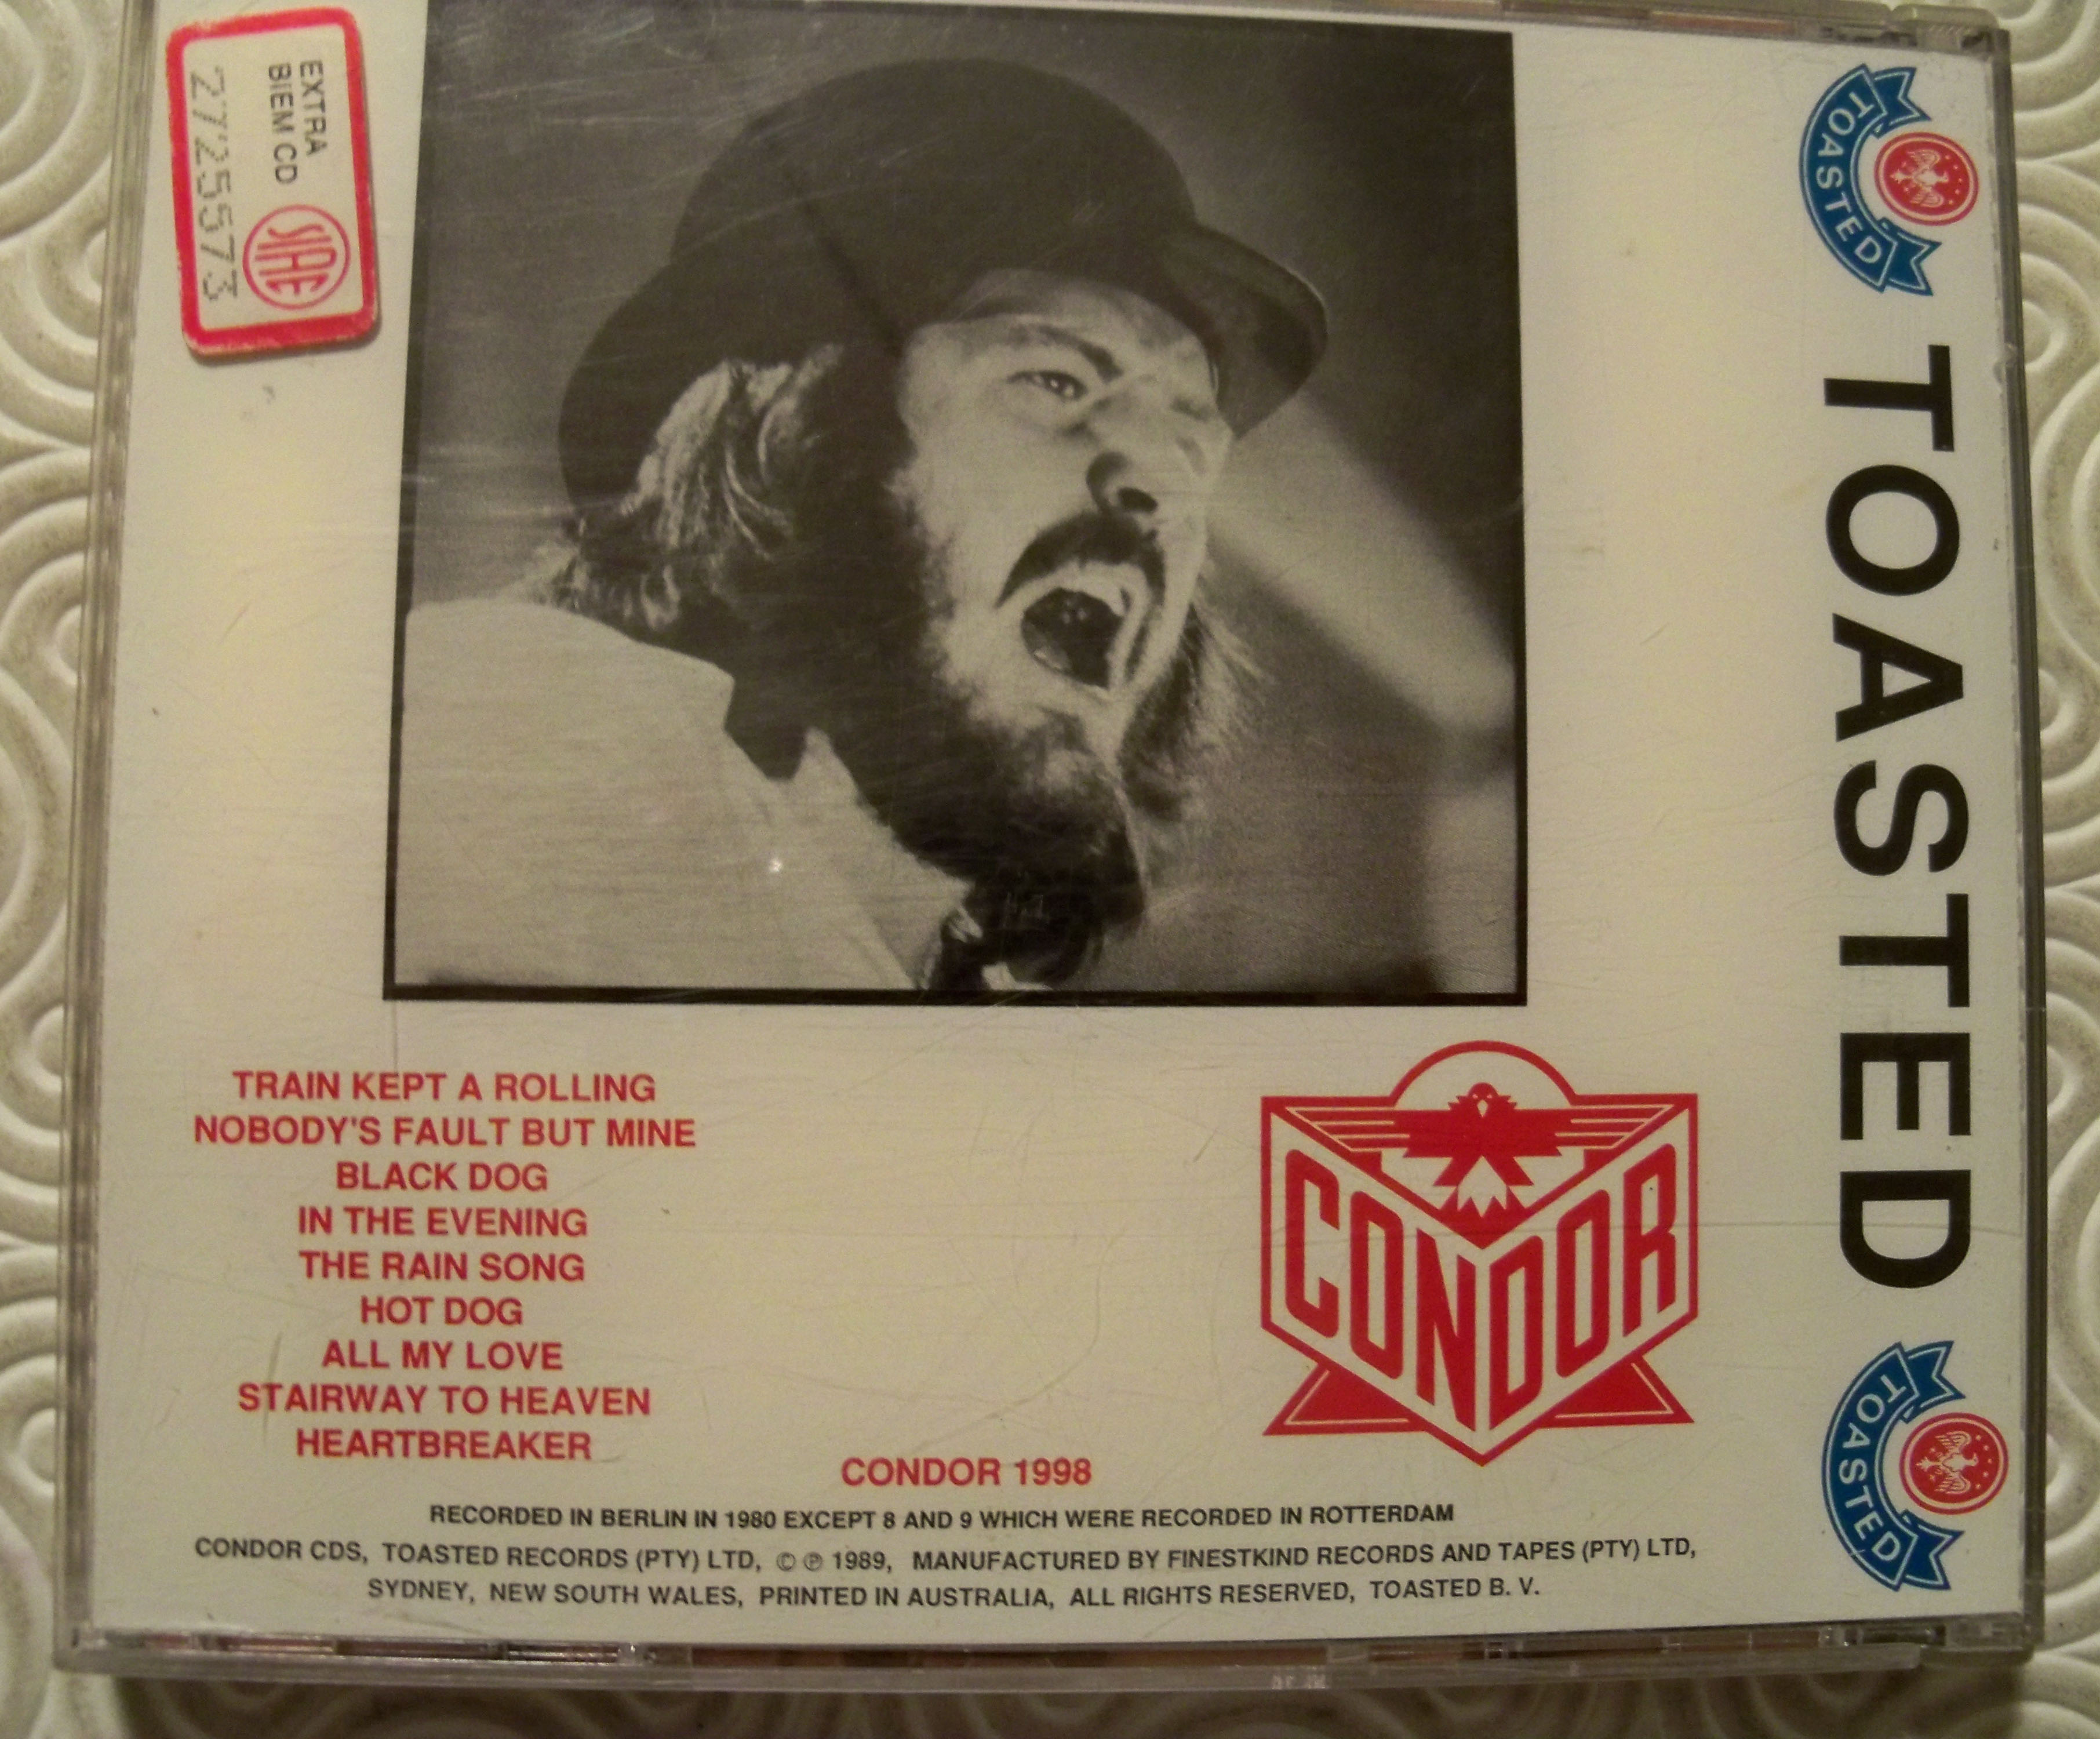 EXTRA
BIEM CD
2725573
SIAE
TOASTED
TOASTED
TOASTED
TRAIN KEPT A ROLLING
NOBODY'S FAULT BUT MINE
BLACK DOG
IN THE EVENING
THE RAIN SONG
HOT DOG
ALL MY LOVE
STAIRWAY TO HEAVEN
HEARTBREAKER
CONDOR
CONDOR 1998
RECORDED IN BERLIN IN 1980 EXCEPT 8 AND 9 WHICH WERE RECORDED IN ROTTERDAM
CONDOR CDS, TOASTED RECORDS (PTY) LTD, © ℗ 1989, MANUFACTURED BY FINESTKIND RECORDS AND TAPES (PTY) LTD,
SYDNEY, NEW SOUTH WALES, PRINTED IN AUSTRALIA, ALL RIGHTS RESERVED, TOASTED B. V.